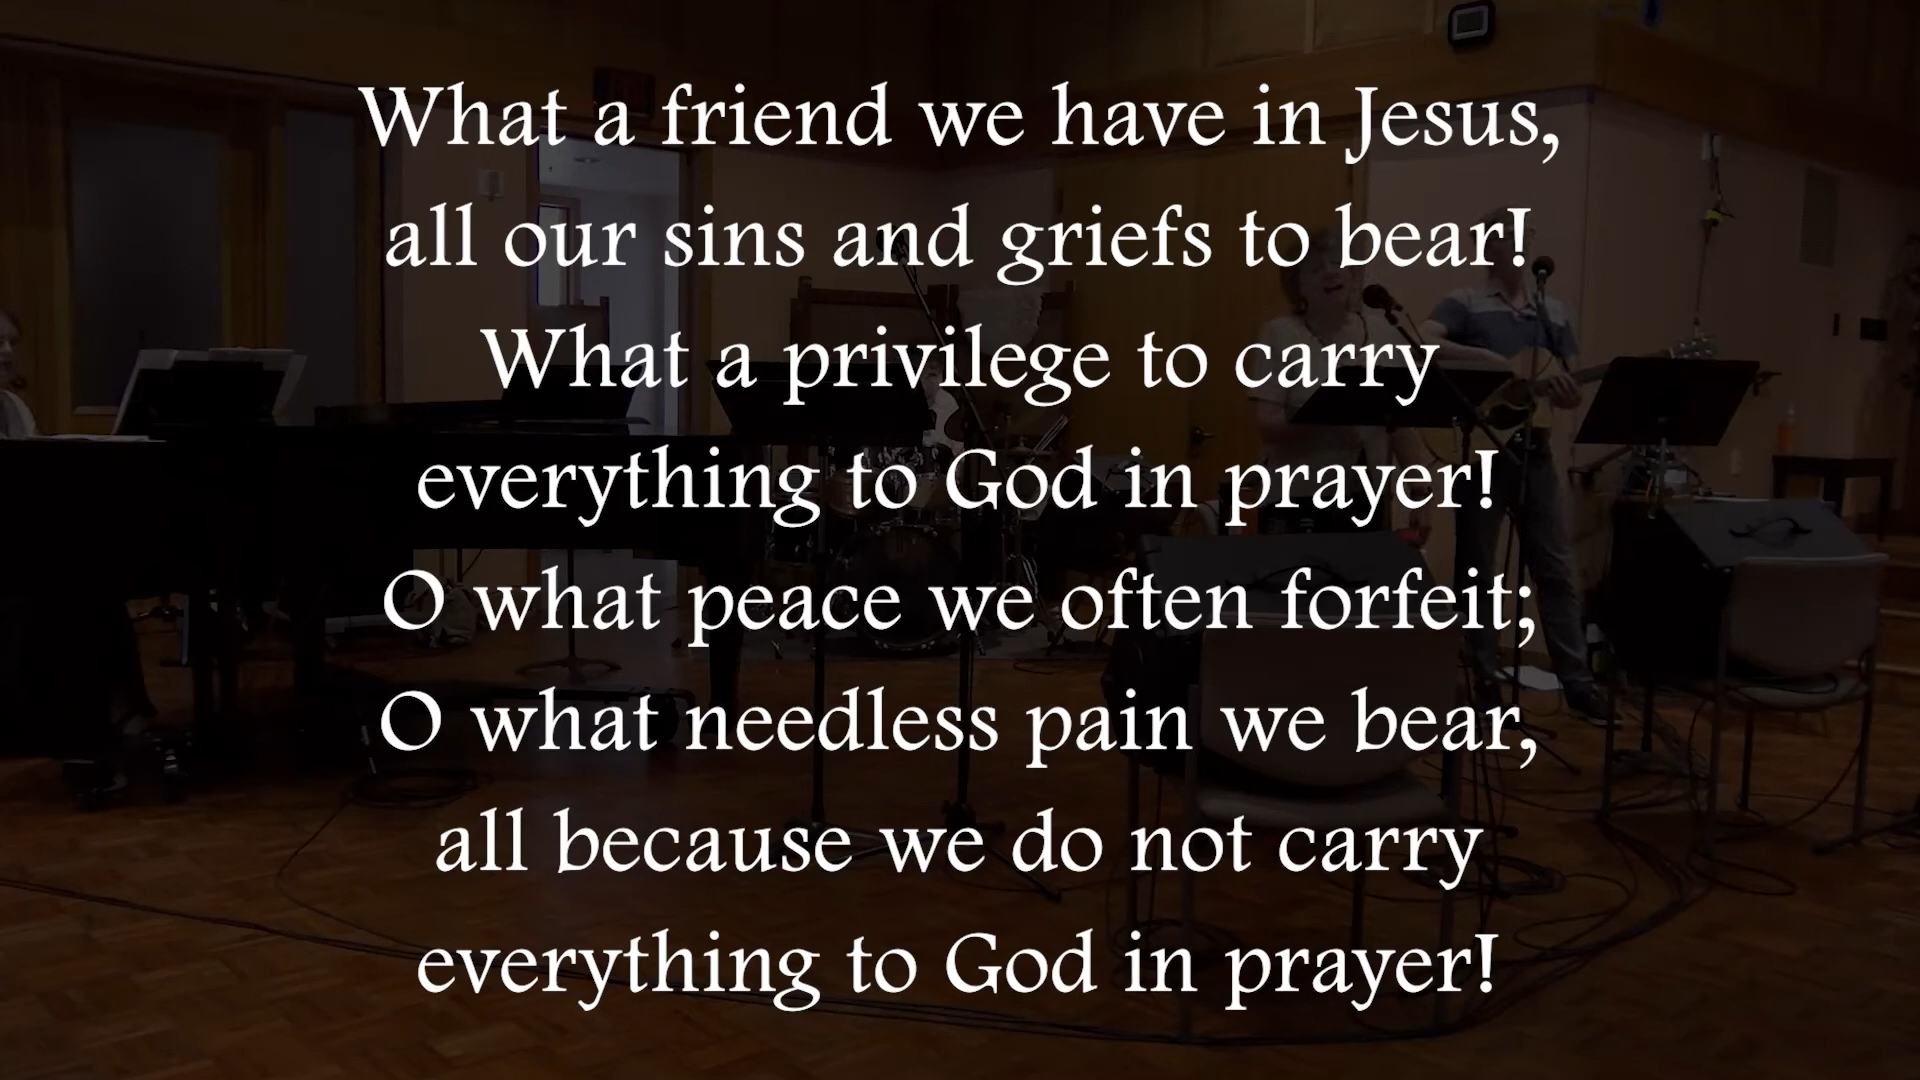 What a friend we have in Jesus,
all our sins and griefs to bear!
What a privilege to carry
everything to God in prayer!
O what peace we often forfeit;
O what needless pain we bear,
all because we do not carry
everything to God in prayer!